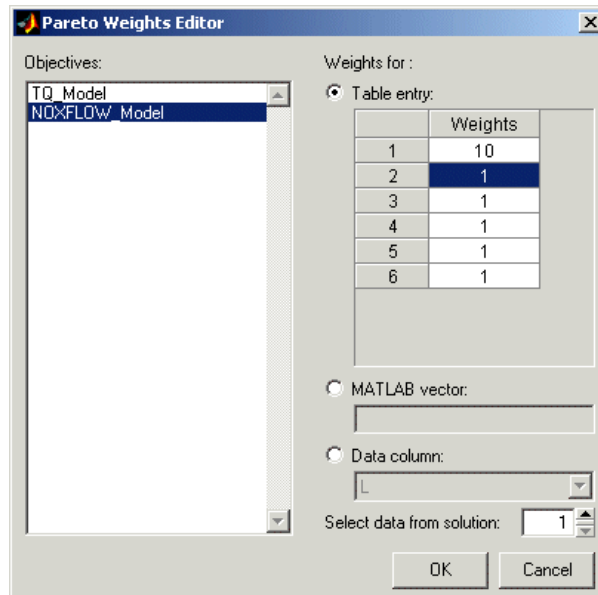 Pareto Weights Editor
Objectives:
TQ_Model
NOXFLOW_Model
Weights for :
Table entry:
Weights
1 10
2 1
3 1
4 1
5 1
6 1
MATLAB vector:
Data column:
L
Select data from solution: 1
OK Cancel